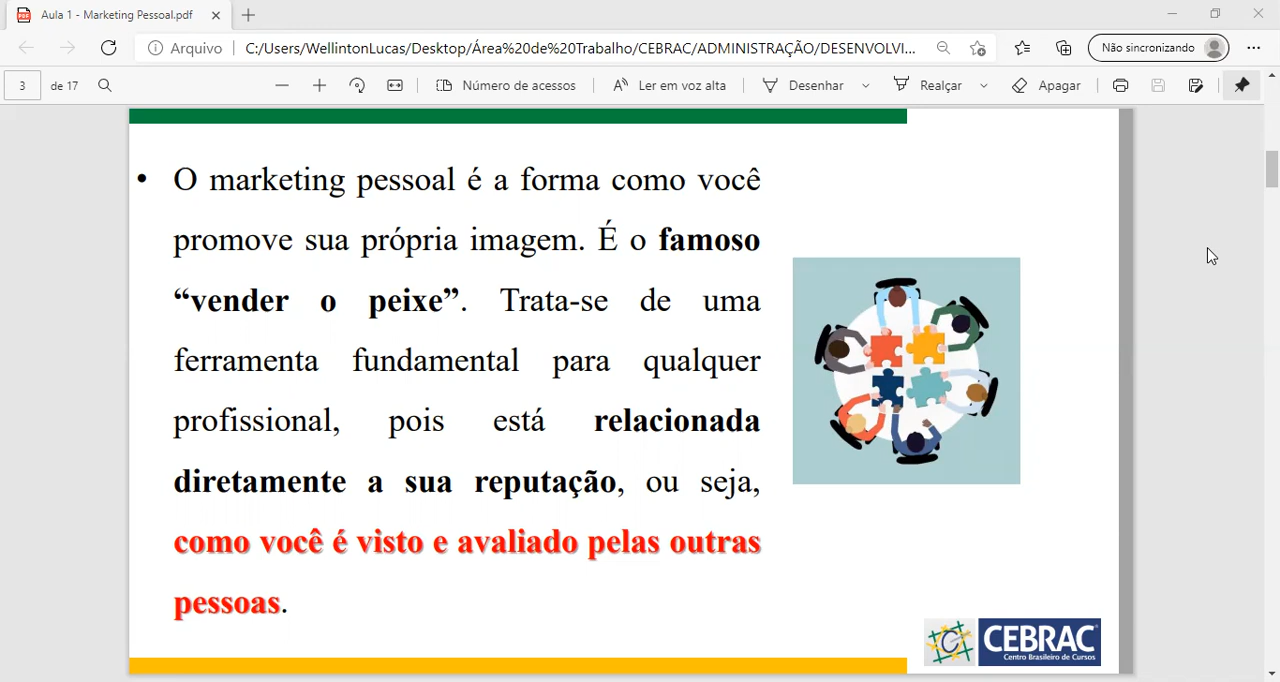 Aula 1 - Marketing Pessoal.pdf
Arquivo
C:/Users/WellintonLucas/Desktop/Área%20de%20Trabalho/CEBRAC/ADMINISTRAÇÃO/DESENVOLVI...
Não sincronizando
3 de 17
Número de acessos
Ler em voz alta
Desenhar
Realçar
Apagar
• O marketing pessoal é a forma como você
promove sua própria imagem. É o famoso
“vender o peixe”. Trata-se de uma
ferramenta fundamental para qualquer
profissional, pois está relacionada
diretamente a sua reputação, ou seja,
como você é visto e avaliado pelas outras
pessoas.
CEBRAC
Centro Brasileiro de Cursos